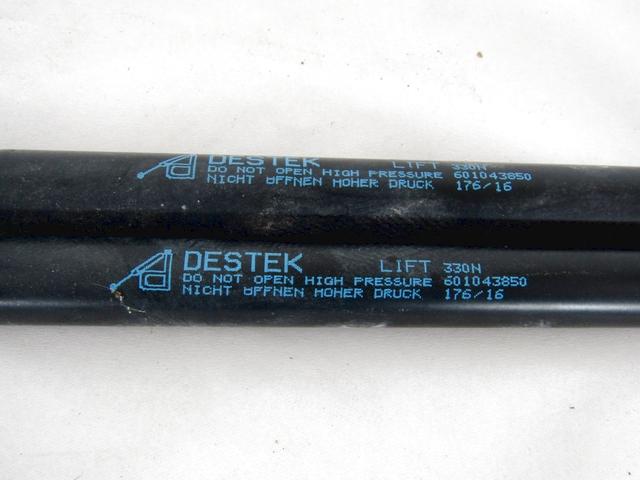 DESTEK LIFT 330N
DO NOT OPEN HIGH PRESSURE 601043850
NICHT ÖFFNEN HOHER DRUCK 176/16
DESTEK LIFT 330N
DO NOT OPEN HIGH PRESSURE 601043850
NICHT ÖFFNEN HOHER DRUCK 176/16